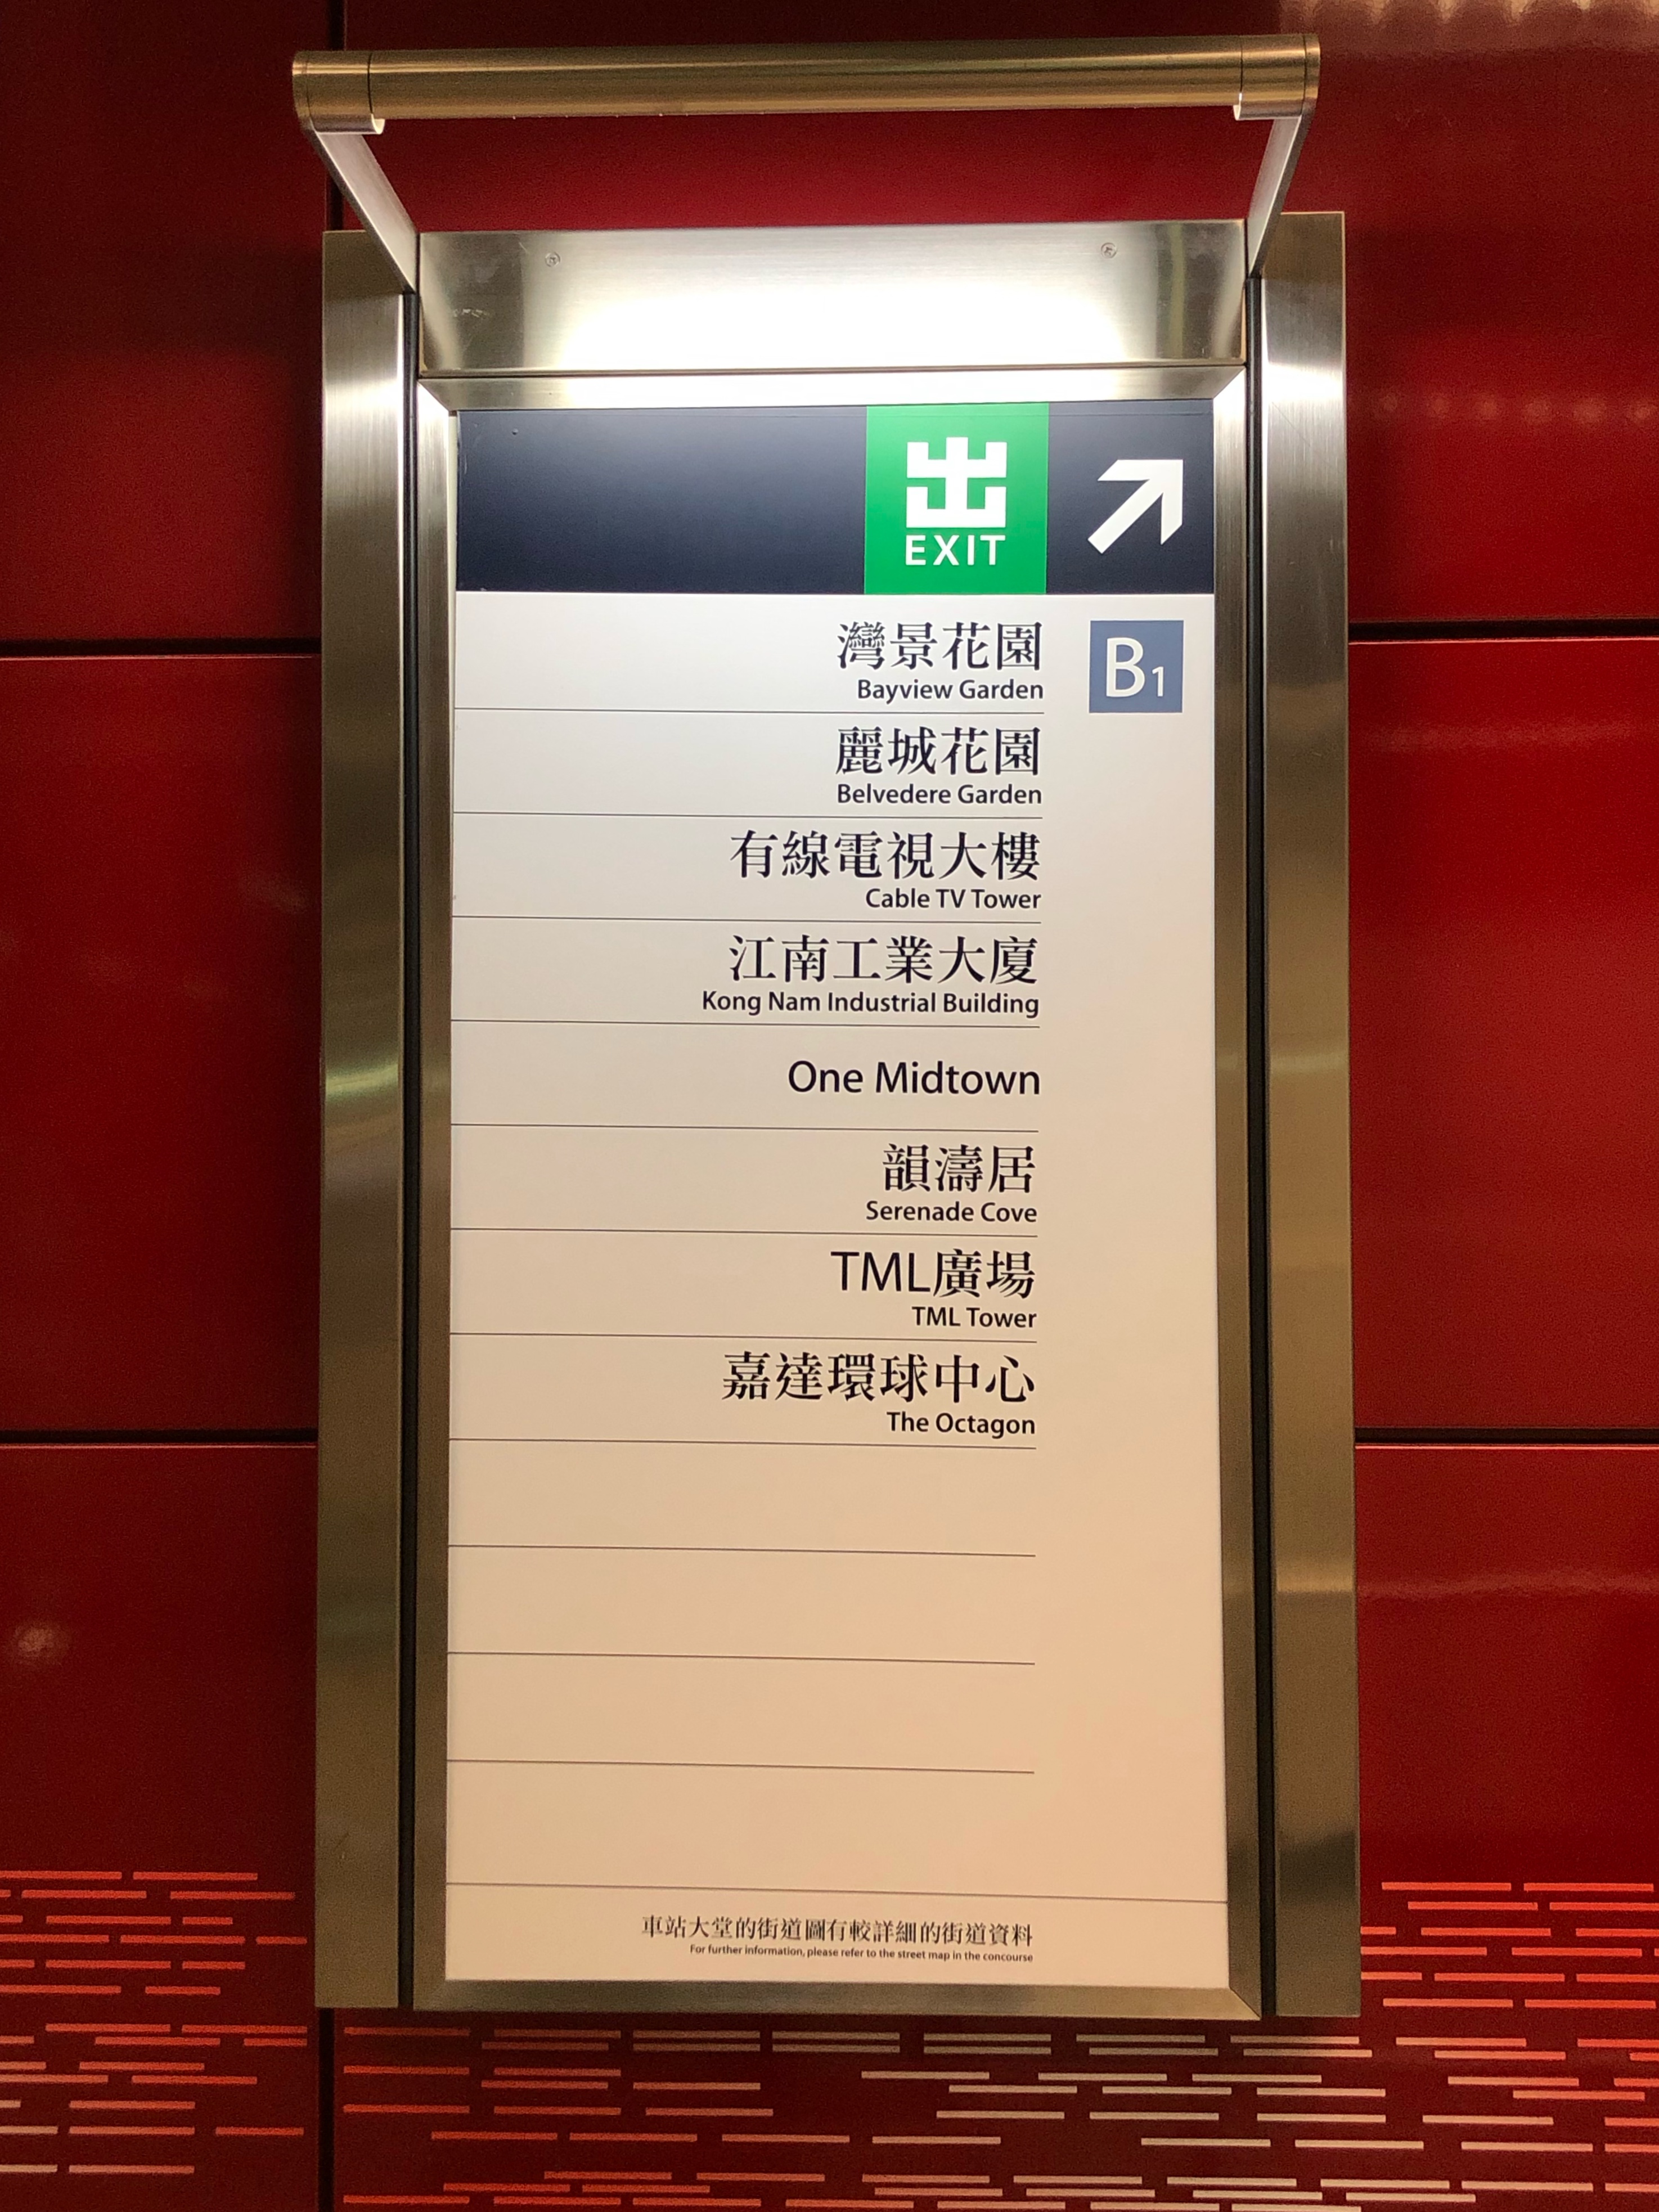 出
EXIT
灣景花園
B1
Bayview Garden
麗城花園
Belvedere Garden
有線電視大樓
Cable TV Tower
江南工業大廈
Kong Nam Industrial Building
One Midtown
韻濤居
Serenade Cove
TML廣場
TML Tower
嘉達環球中心
The Octagon
車站大堂的街道圖有較詳細的街道資料
For further information, please refer to the street map in the concourse